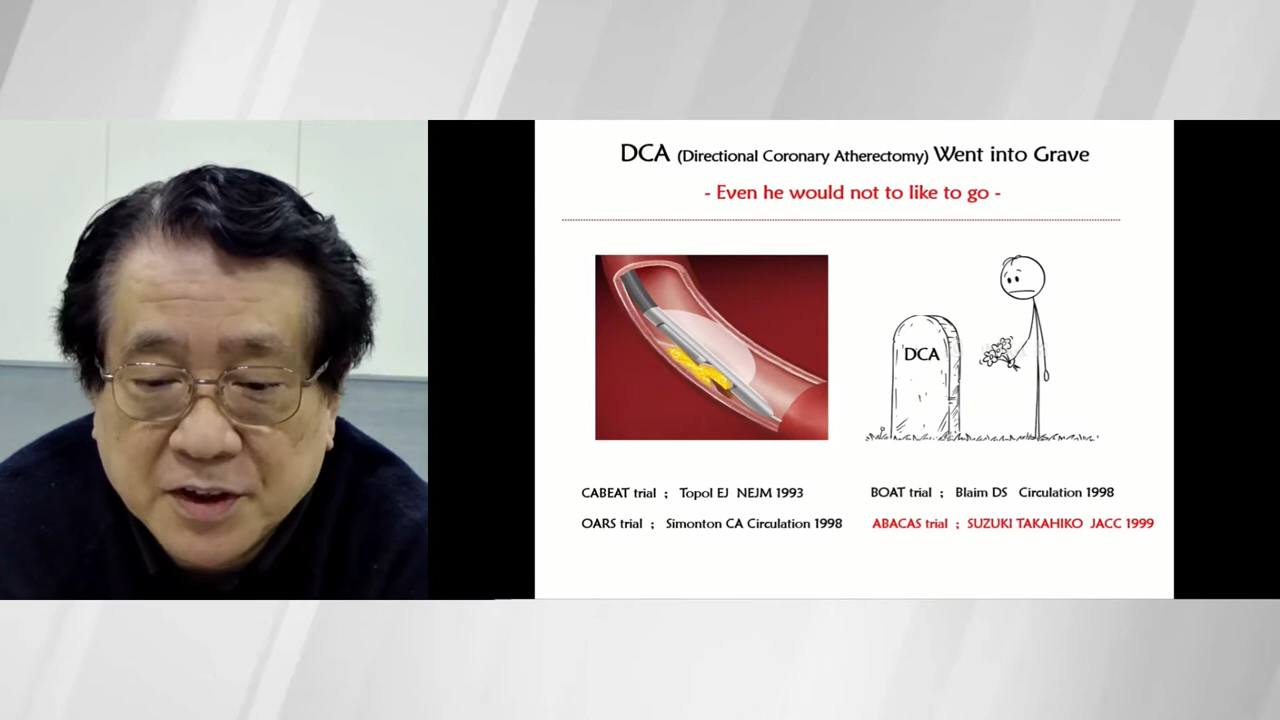 DCA (Directional Coronary Atherectomy) Went into Grave
- Even he would not to like to go -
DCA
CABEAT trial ; Topol EJ NEJM 1993
BOAT trial ; Blaim DS Circulation 1998
OARS trial ; Simonton CA Circulation 1998
ABACAS trial ; SUZUKI TAKAHIKO JACC 1999